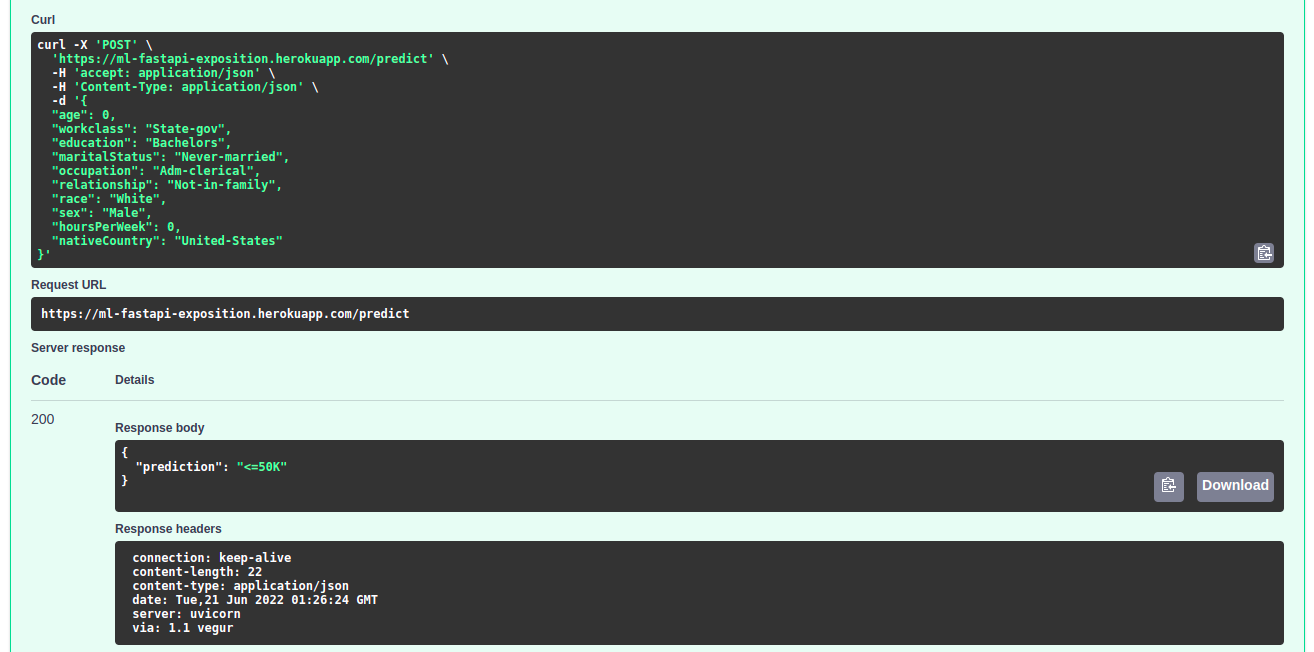 Curl
curl -X 'POST' \
  'https://ml-fastapi-exposition.herokuapp.com/predict' \
  -H 'accept: application/json' \
  -H 'Content-Type: application/json' \
  -d '{
  "age": 0,
  "workclass": "State-gov",
  "education": "Bachelors",
  "maritalStatus": "Never-married",
  "occupation": "Adm-clerical",
  "relationship": "Not-in-family",
  "race": "White",
  "sex": "Male",
  "hoursPerWeek": 0,
  "nativeCountry": "United-States"
}'
Request URL
https://ml-fastapi-exposition.herokuapp.com/predict
Server response
Code Details
200
Response body
{
  "prediction": "<=50K"
}
Download
Response headers
connection: keep-alive
content-length: 22
content-type: application/json
date: Tue,21 Jun 2022 01:26:24 GMT
server: uvicorn
via: 1.1 vegur